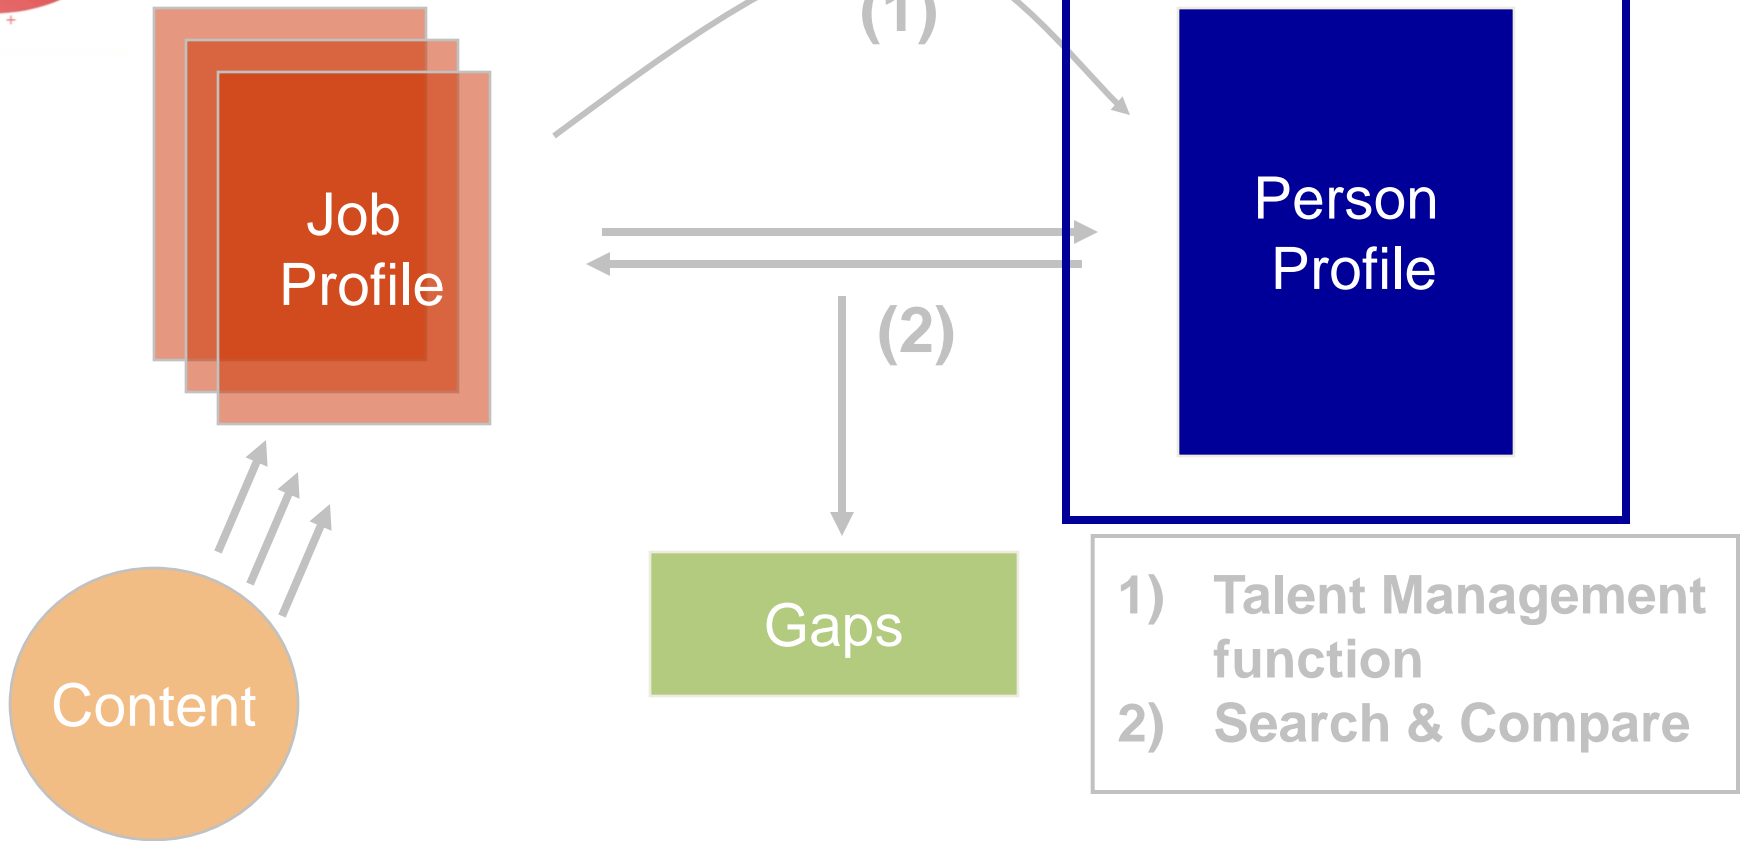 (1)
Job
Profile
Person
Profile
(2)
Gaps
Content
1) Talent Management
function
2) Search & Compare